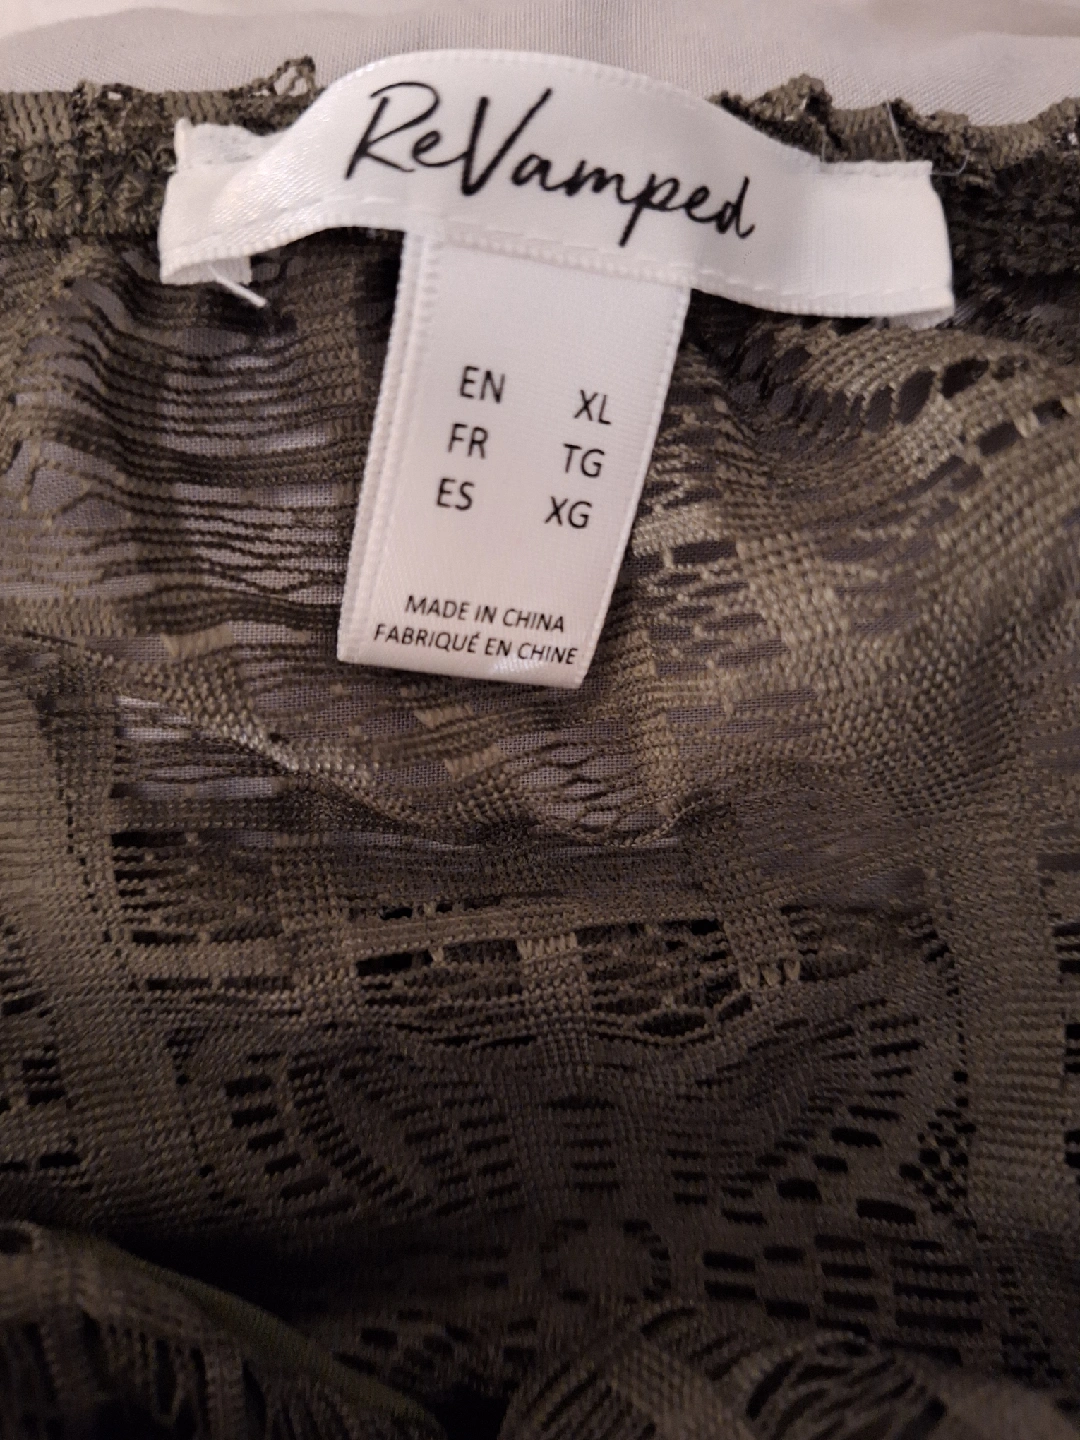 ReVamped
EN XL
FR TG
ES XG
MADE IN CHINA
FABRIQUÉ EN CHINE